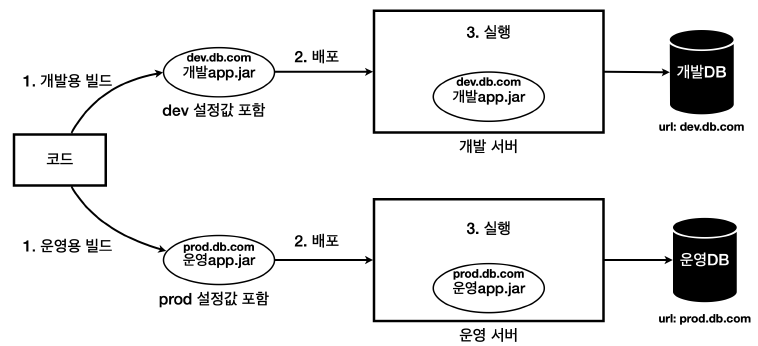 1. 개발용 빌드
dev.db.com
개발app.jar
dev 설정값 포함
2. 배포
3. 실행
dev.db.com
개발app.jar
개발 서버
개발DB
url: dev.db.com
코드
1. 운영용 빌드
prod.db.com
운영app.jar
prod 설정값 포함
2. 배포
3. 실행
prod.db.com
운영app.jar
운영 서버
운영DB
url: prod.db.com